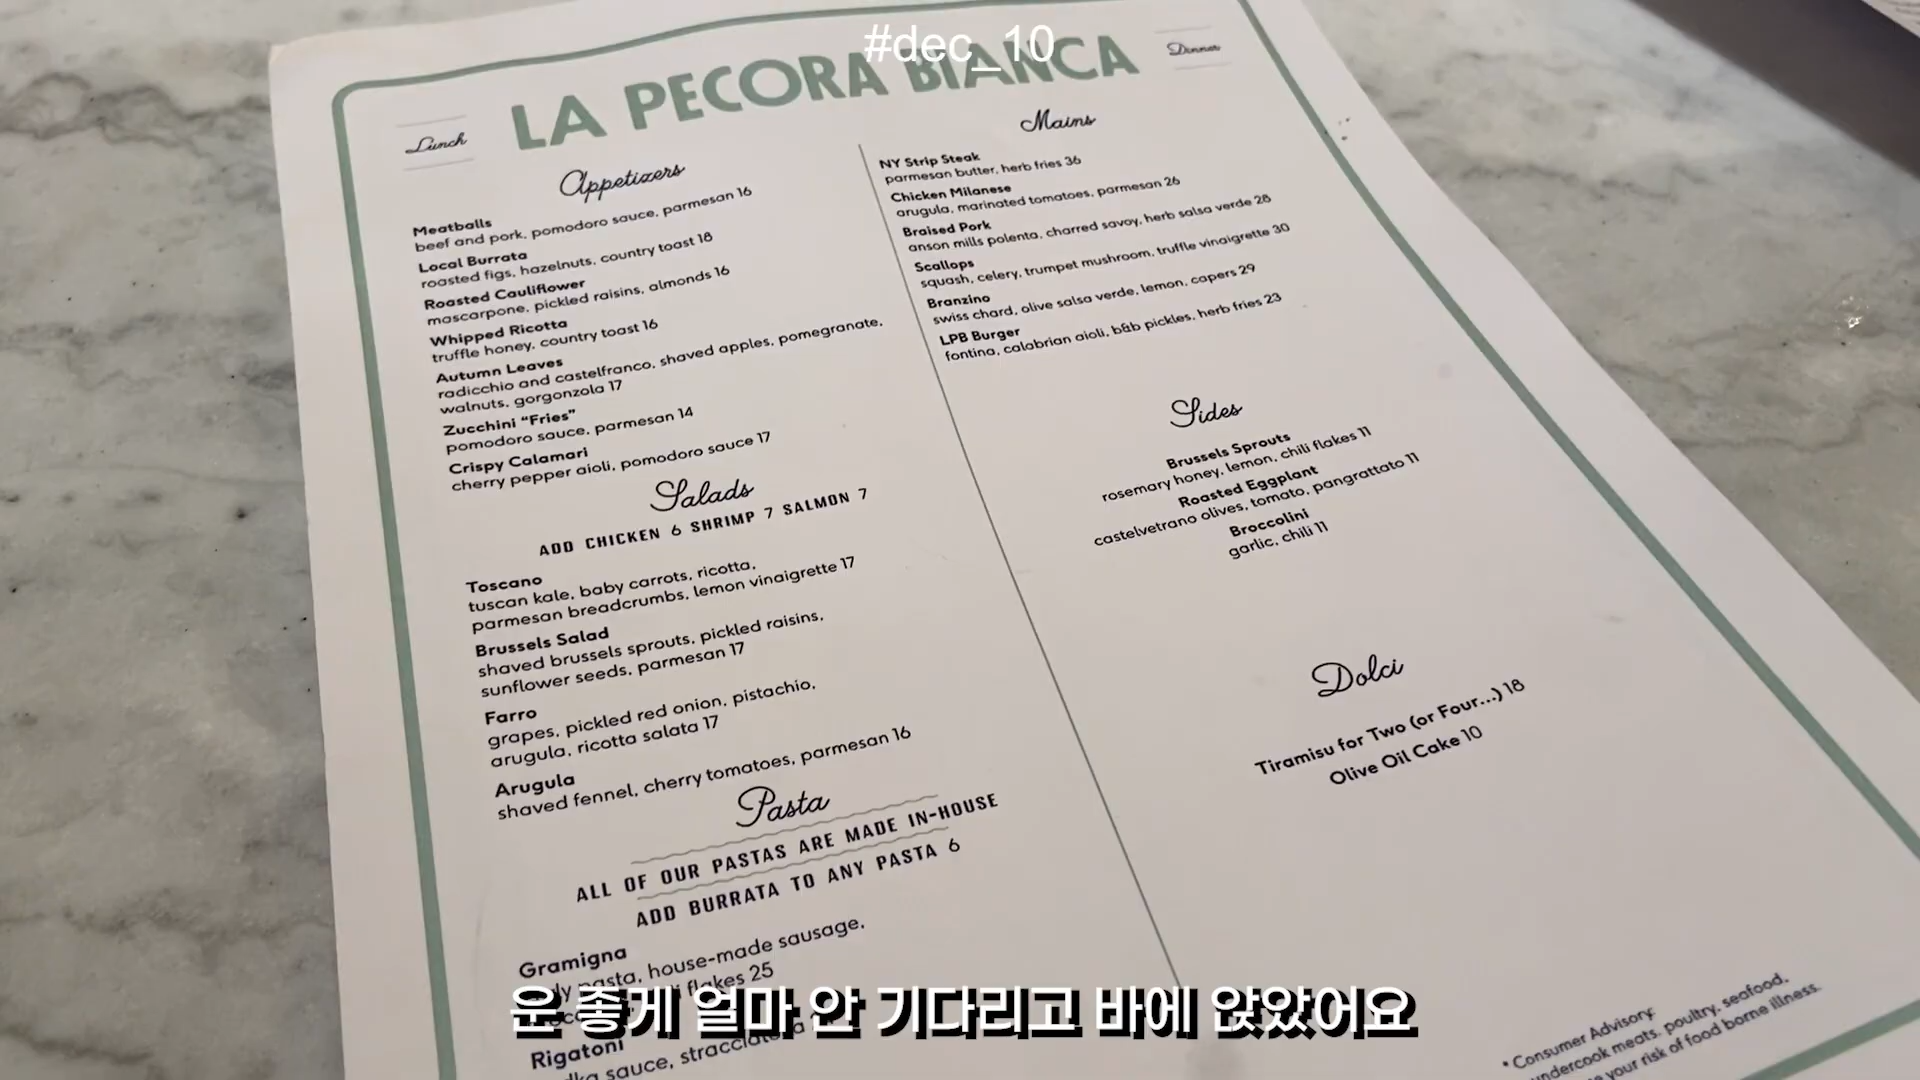 #dec_10
LA PECORA BIANCA
Lunch
Dinner
Appetizers
Meatballs
beef and pork, pomodoro sauce, parmesan 16
Local Burrata
roasted figs, hazelnuts, country toast 18
Roasted Cauliflower
mascarpone, pickled raisins, almonds 16
Whipped Ricotta
truffle honey, country toast 16
Autumn Leaves
radicchio and castelfranco, shaved apples, pomegranate,
walnuts, gorgonzola 17
Zucchini “Fries”
pomodoro sauce, parmesan 14
Crispy Calamari
cherry pepper aioli, pomodoro sauce 17
Salads
ADD CHICKEN 6 SHRIMP 7 SALMON 7
Toscano
tuscan kale, baby carrots, ricotta,
parmesan breadcrumbs, lemon vinaigrette 17
Brussels Salad
shaved brussels sprouts, pickled raisins,
sunflower seeds, parmesan 17
Farro
grapes, pickled red onion, pistachio,
arugula, ricotta salata 17
Arugula
shaved fennel, cherry tomatoes, parmesan 16
Pasta
ALL OF OUR PASTAS ARE MADE IN-HOUSE
ADD BURRATA TO ANY PASTA 6
Gramigna
pasta, house-made sausage,
flakes 25
Rigatoni
sauce,
Mains
NY Strip Steak
parmesan butter, herb fries 36
Chicken Milanese
arugula, marinated tomatoes, parmesan 26
Braised Pork
anson mills polenta, charred savoy, herb salsa verde 28
Scallops
squash, celery, trumpet mushroom, truffle vinaigrette 30
Branzino
swiss chard, olive salsa verde, lemon, capers 29
LPB Burger
fontina, calabrian aioli, b&b pickles, herb fries 23
Sides
Brussels Sprouts
rosemary honey, lemon, chili flakes 11
Roasted Eggplant
castelvetrano olives, tomato, pangrattato 11
Broccolini
garlic, chili 11
Dolci
Tiramisu for Two (or Four...) 18
Olive Oil Cake 10
* Consumer Advisory:
undercook meats, poultry, seafood,
your risk of food borne illness.
운 좋게 얼마 안 기다리고 바에 앉았어요